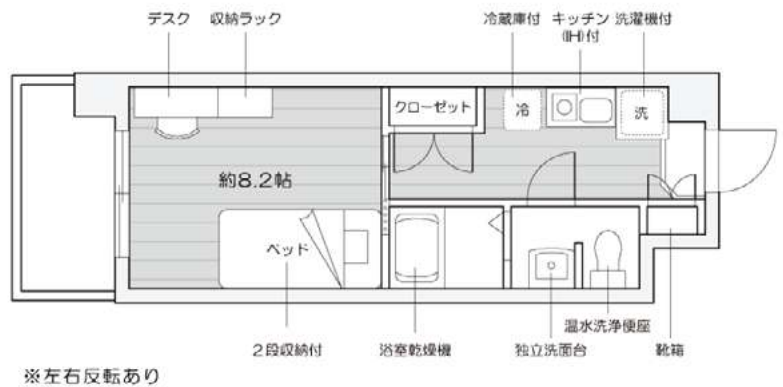 デスク 収納ラック 冷蔵庫付 キッチン 洗濯機付
(IH)付
クローゼット 冷 洗
約8.2帖
ベッド
温水洗浄便座
2段収納付 浴室乾燥機 独立洗面台 靴箱
※左右反転あり